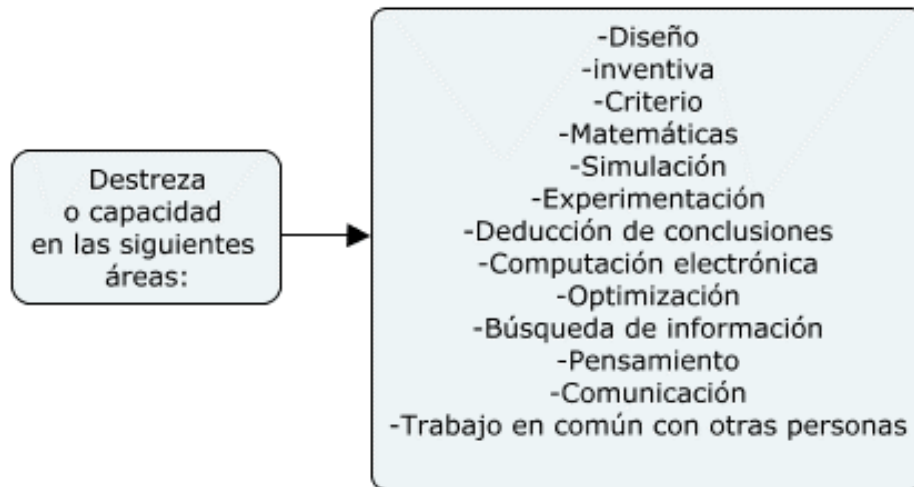 Destreza
o capacidad
en las siguientes
áreas:
-Diseño
-inventiva
-Criterio
-Matemáticas
-Simulación
-Experimentación
-Deducción de conclusiones
-Computación electrónica
-Optimización
-Búsqueda de información
-Pensamiento
-Comunicación
-Trabajo en común con otras personas